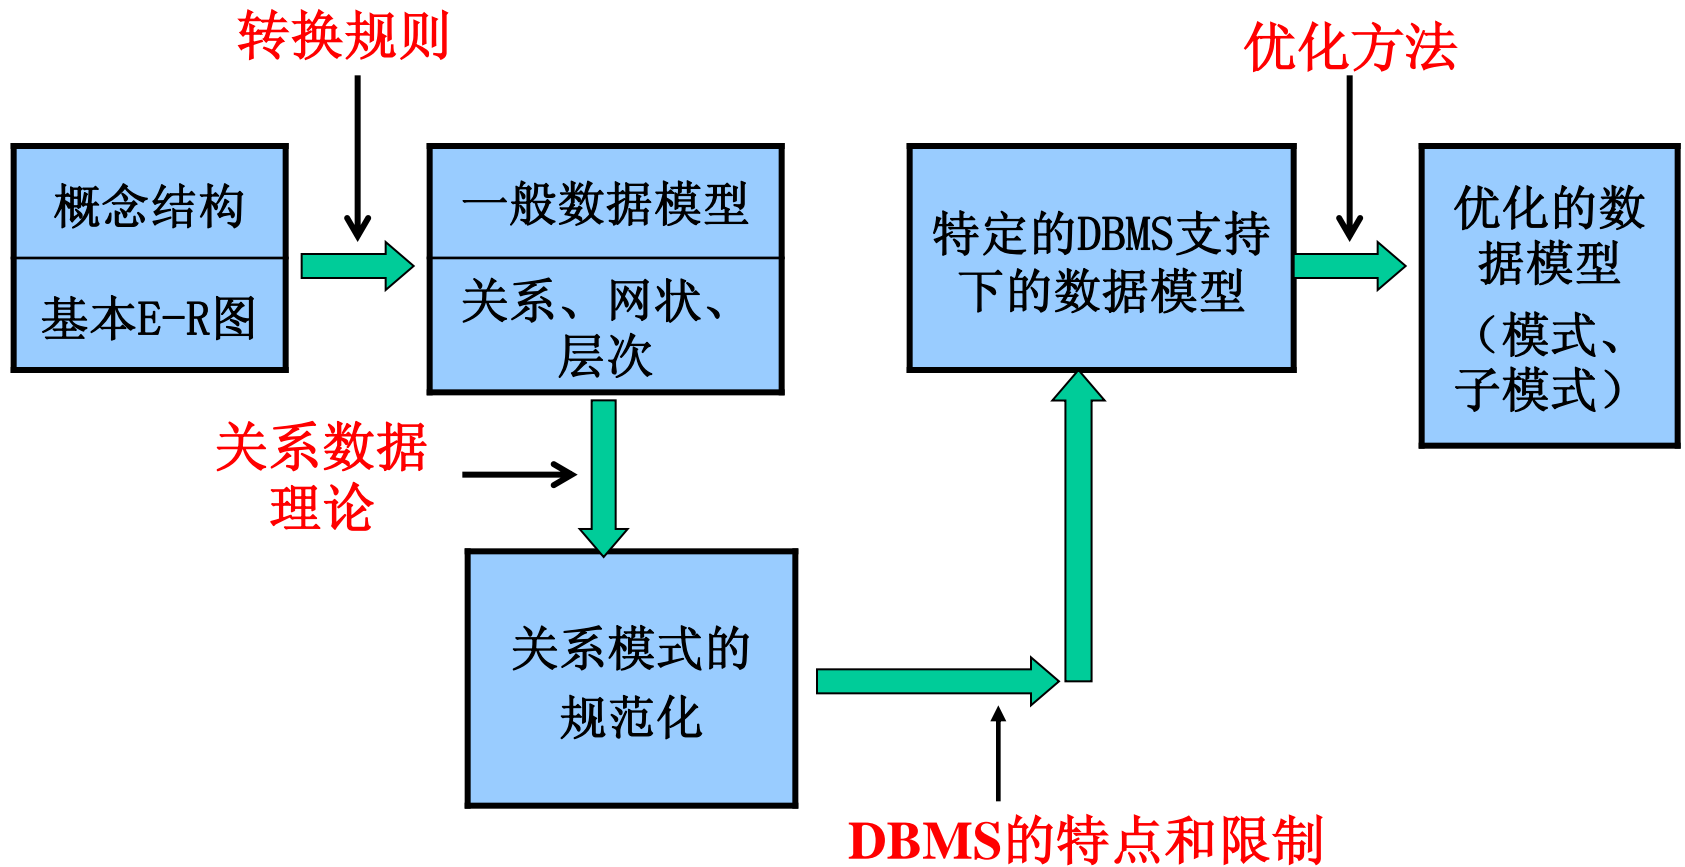 转换规则
优化方法
概念结构
基本E-R图
一般数据模型
关系、网状、
层次
特定的DBMS支持
下的数据模型
优化的数
据模型
（模式、
子模式）
关系数据
理论
关系模式的
规范化
DBMS的特点和限制